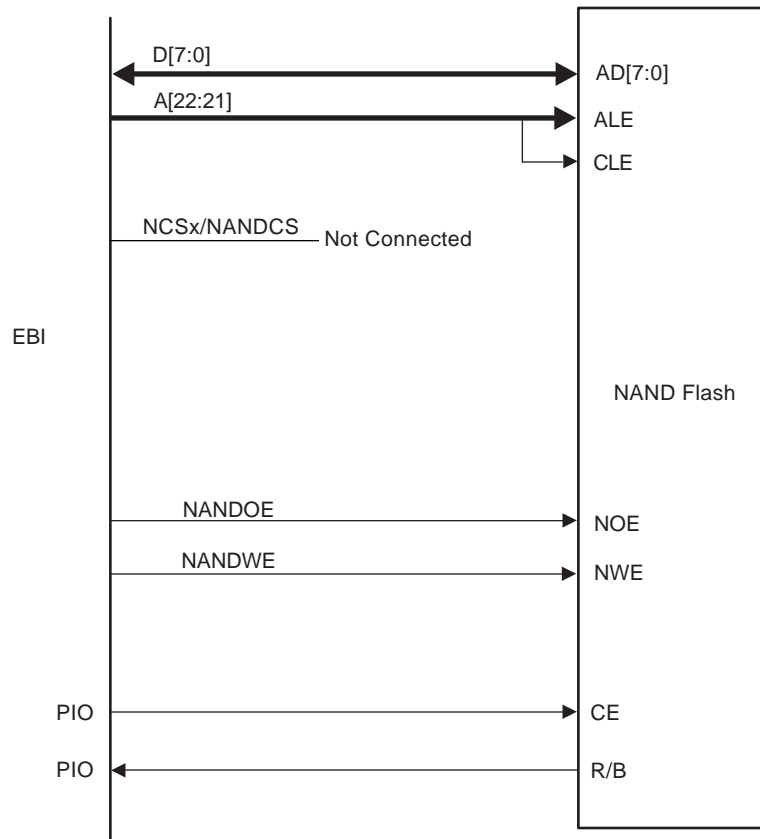 D[7:0]
AD[7:0]
A[22:21]
ALE
CLE
NCSx/NANDCS
Not Connected
EBI
NAND Flash
NANDOE
NOE
NANDWE
NWE
PIO
CE
PIO
R/B